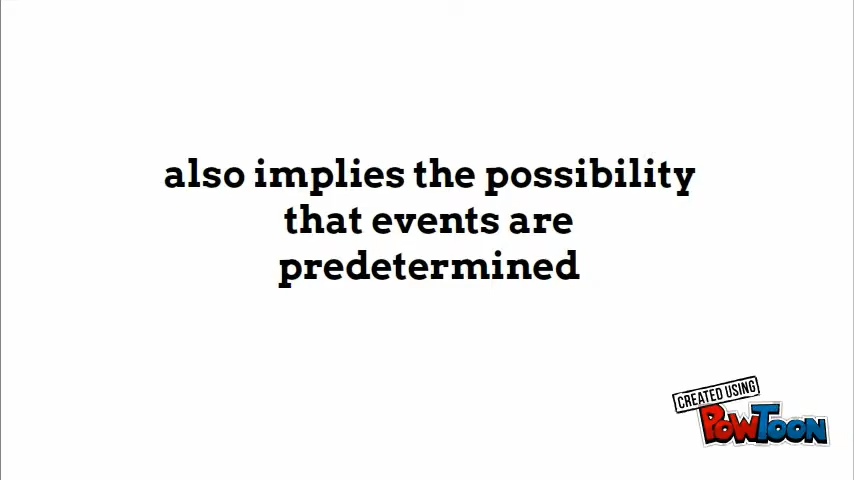 also implies the possibility
that events are
predetermined
CREATED USING
POWTOON